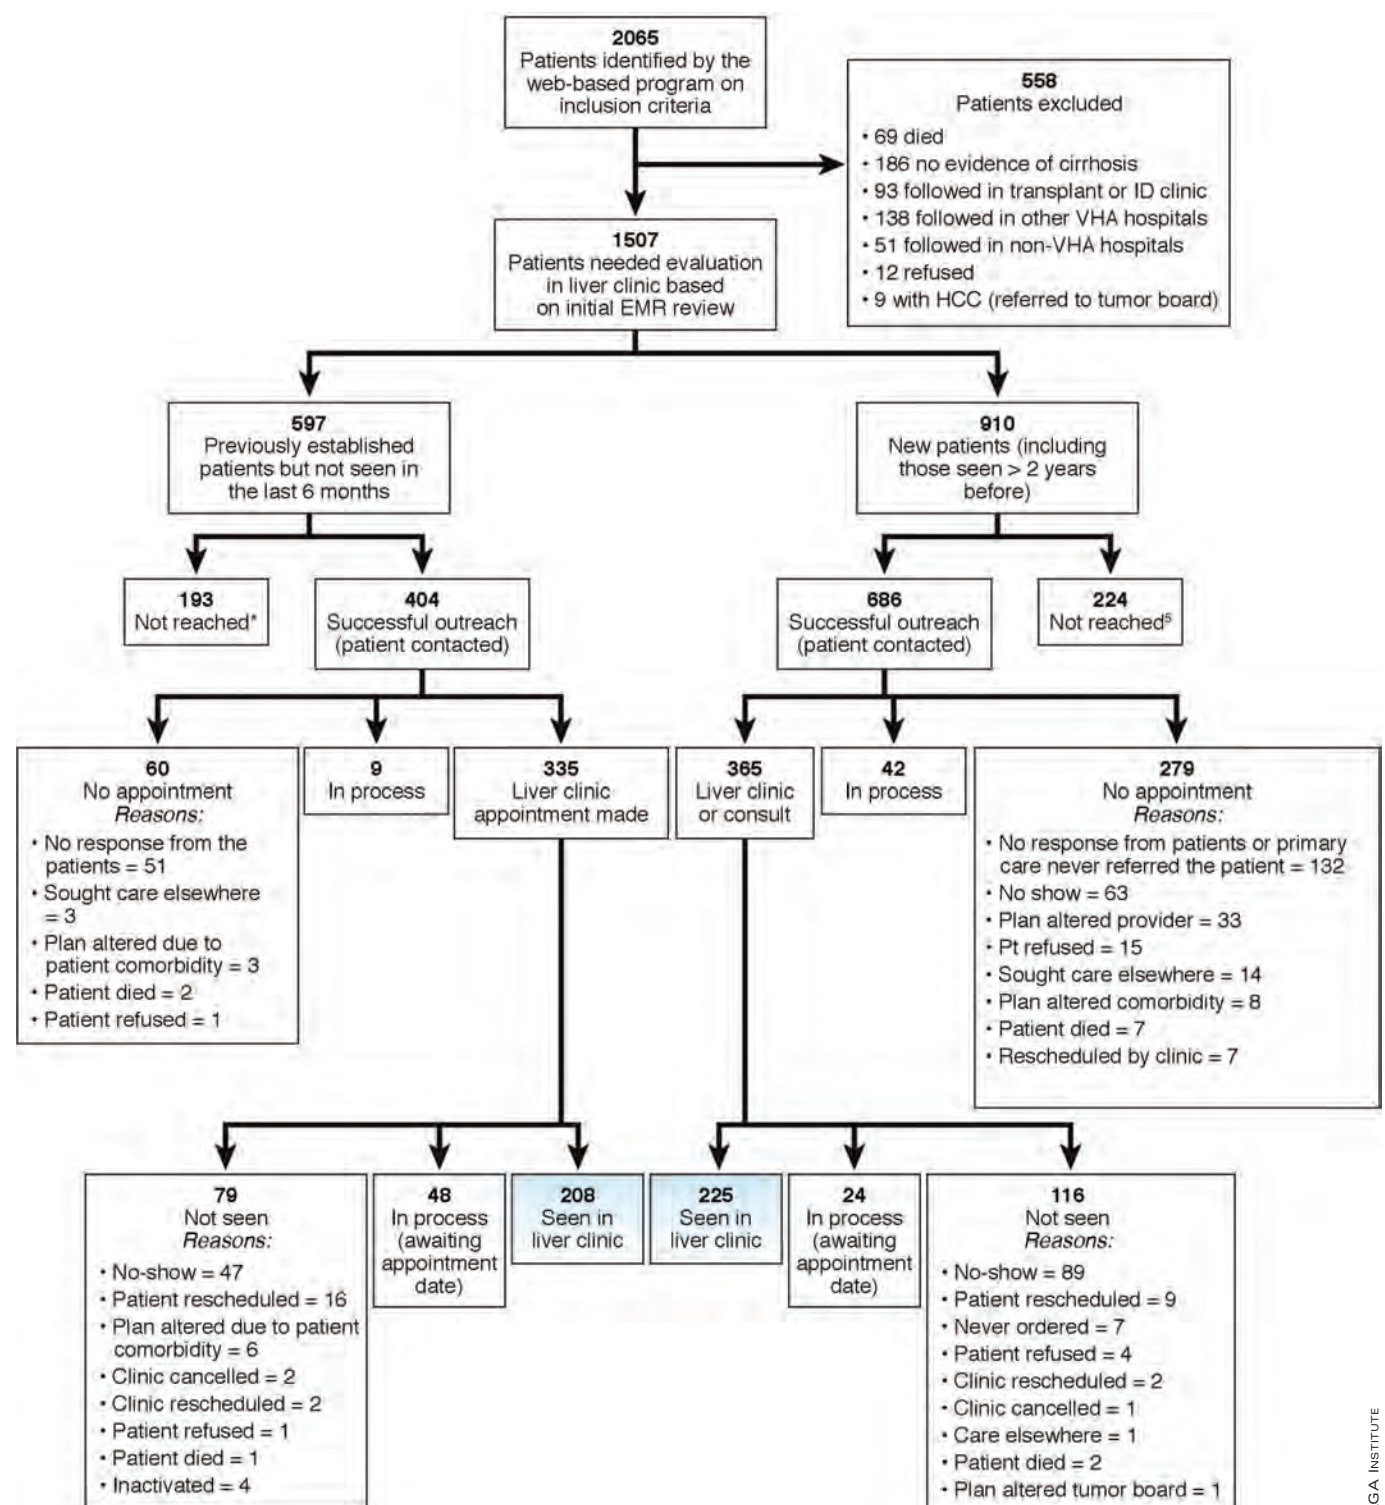 2065
Patients identified by the
web-based program on
inclusion criteria
558
Patients excluded
• 69 died
• 186 no evidence of cirrhosis
• 93 followed in transplant or ID clinic
• 138 followed in other VHA hospitals
• 51 followed in non-VHA hospitals
• 12 refused
• 9 with HCC (referred to tumor board)
1507
Patients needed evaluation
in liver clinic based
on initial EMR review
597
Previously established
patients but not seen in
the last 6 months
910
New patients (including
those seen > 2 years
before)
193
Not reached*
404
Successful outreach
(patient contacted)
686
Successful outreach
(patient contacted)
224
Not reached⁵
60
No appointment
Reasons:
• No response from the
patients = 51
• Sought care elsewhere
= 3
• Plan altered due to
patient comorbidity = 3
• Patient died = 2
• Patient refused = 1
9
In process
335
Liver clinic
appointment made
365
Liver clinic
or consult
42
In process
279
No appointment
Reasons:
• No response from patients or primary
care never referred the patient = 132
• No show = 63
• Plan altered provider = 33
• Pt refused = 15
• Sought care elsewhere = 14
• Plan altered comorbidity = 8
• Patient died = 7
• Rescheduled by clinic = 7
79
Not seen
Reasons:
• No-show = 47
• Patient rescheduled = 16
• Plan altered due to patient
comorbidity = 6
• Clinic cancelled = 2
• Clinic rescheduled = 2
• Patient refused = 1
• Patient died = 1
• Inactivated = 4
48
In process
(awaiting
appointment
date)
208
Seen in
liver clinic
225
Seen in
liver clinic
24
In process
(awaiting
appointment
date)
116
Not seen
Reasons:
• No-show = 89
• Patient rescheduled = 9
• Never ordered = 7
• Patient refused = 4
• Clinic rescheduled = 2
• Clinic cancelled = 1
• Care elsewhere = 1
• Patient died = 2
• Plan altered tumor board = 1
GA INSTITUTE